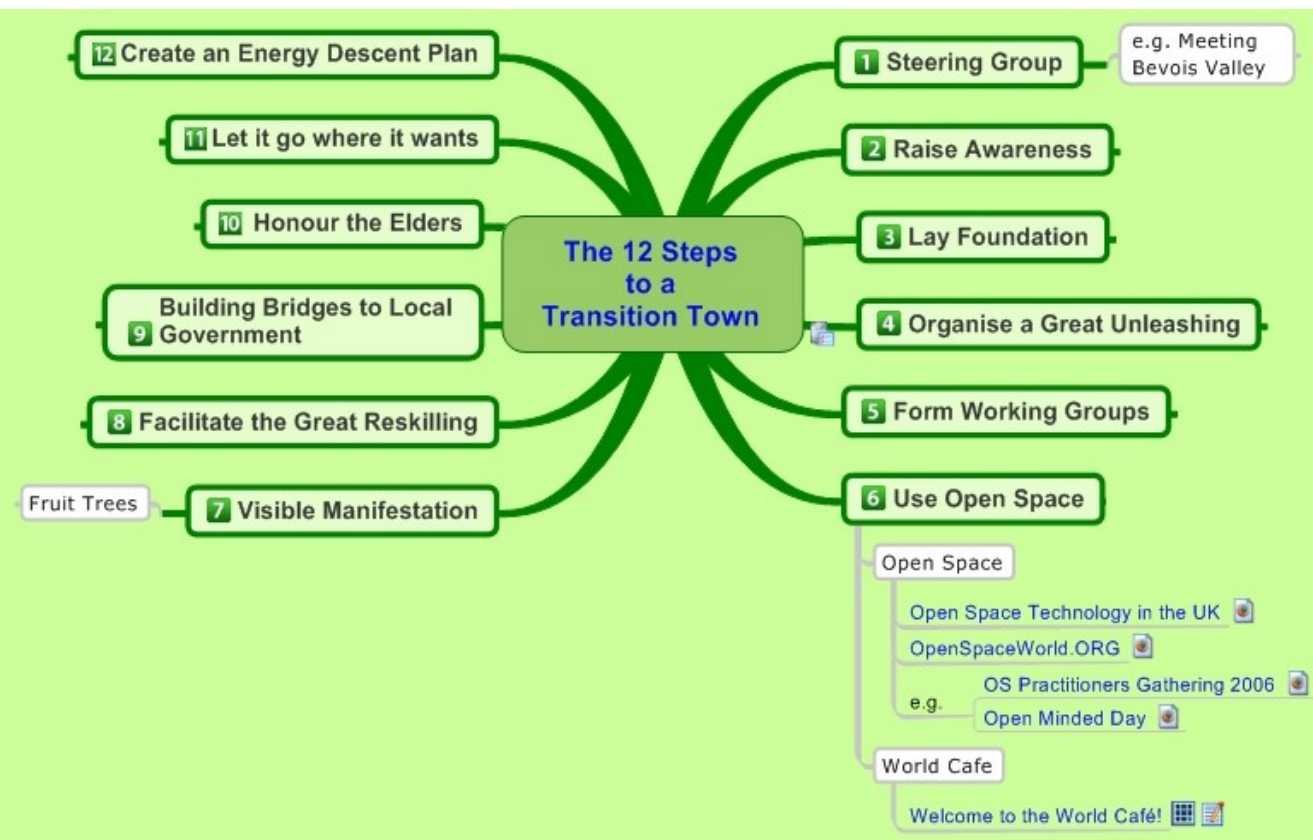 The 12 Steps
to a
Transition Town
1 Steering Group
e.g. Meeting
Bevois Valley
2 Raise Awareness
3 Lay Foundation
4 Organise a Great Unleashing
5 Form Working Groups
6 Use Open Space
Open Space
Open Space Technology in the UK
OpenSpaceWorld.ORG
e.g.
OS Practitioners Gathering 2006
Open Minded Day
World Cafe
Welcome to the World Café!
7 Visible Manifestation
Fruit Trees
8 Facilitate the Great Reskilling
Building Bridges to Local
9 Government
10 Honour the Elders
11 Let it go where it wants
12 Create an Energy Descent Plan